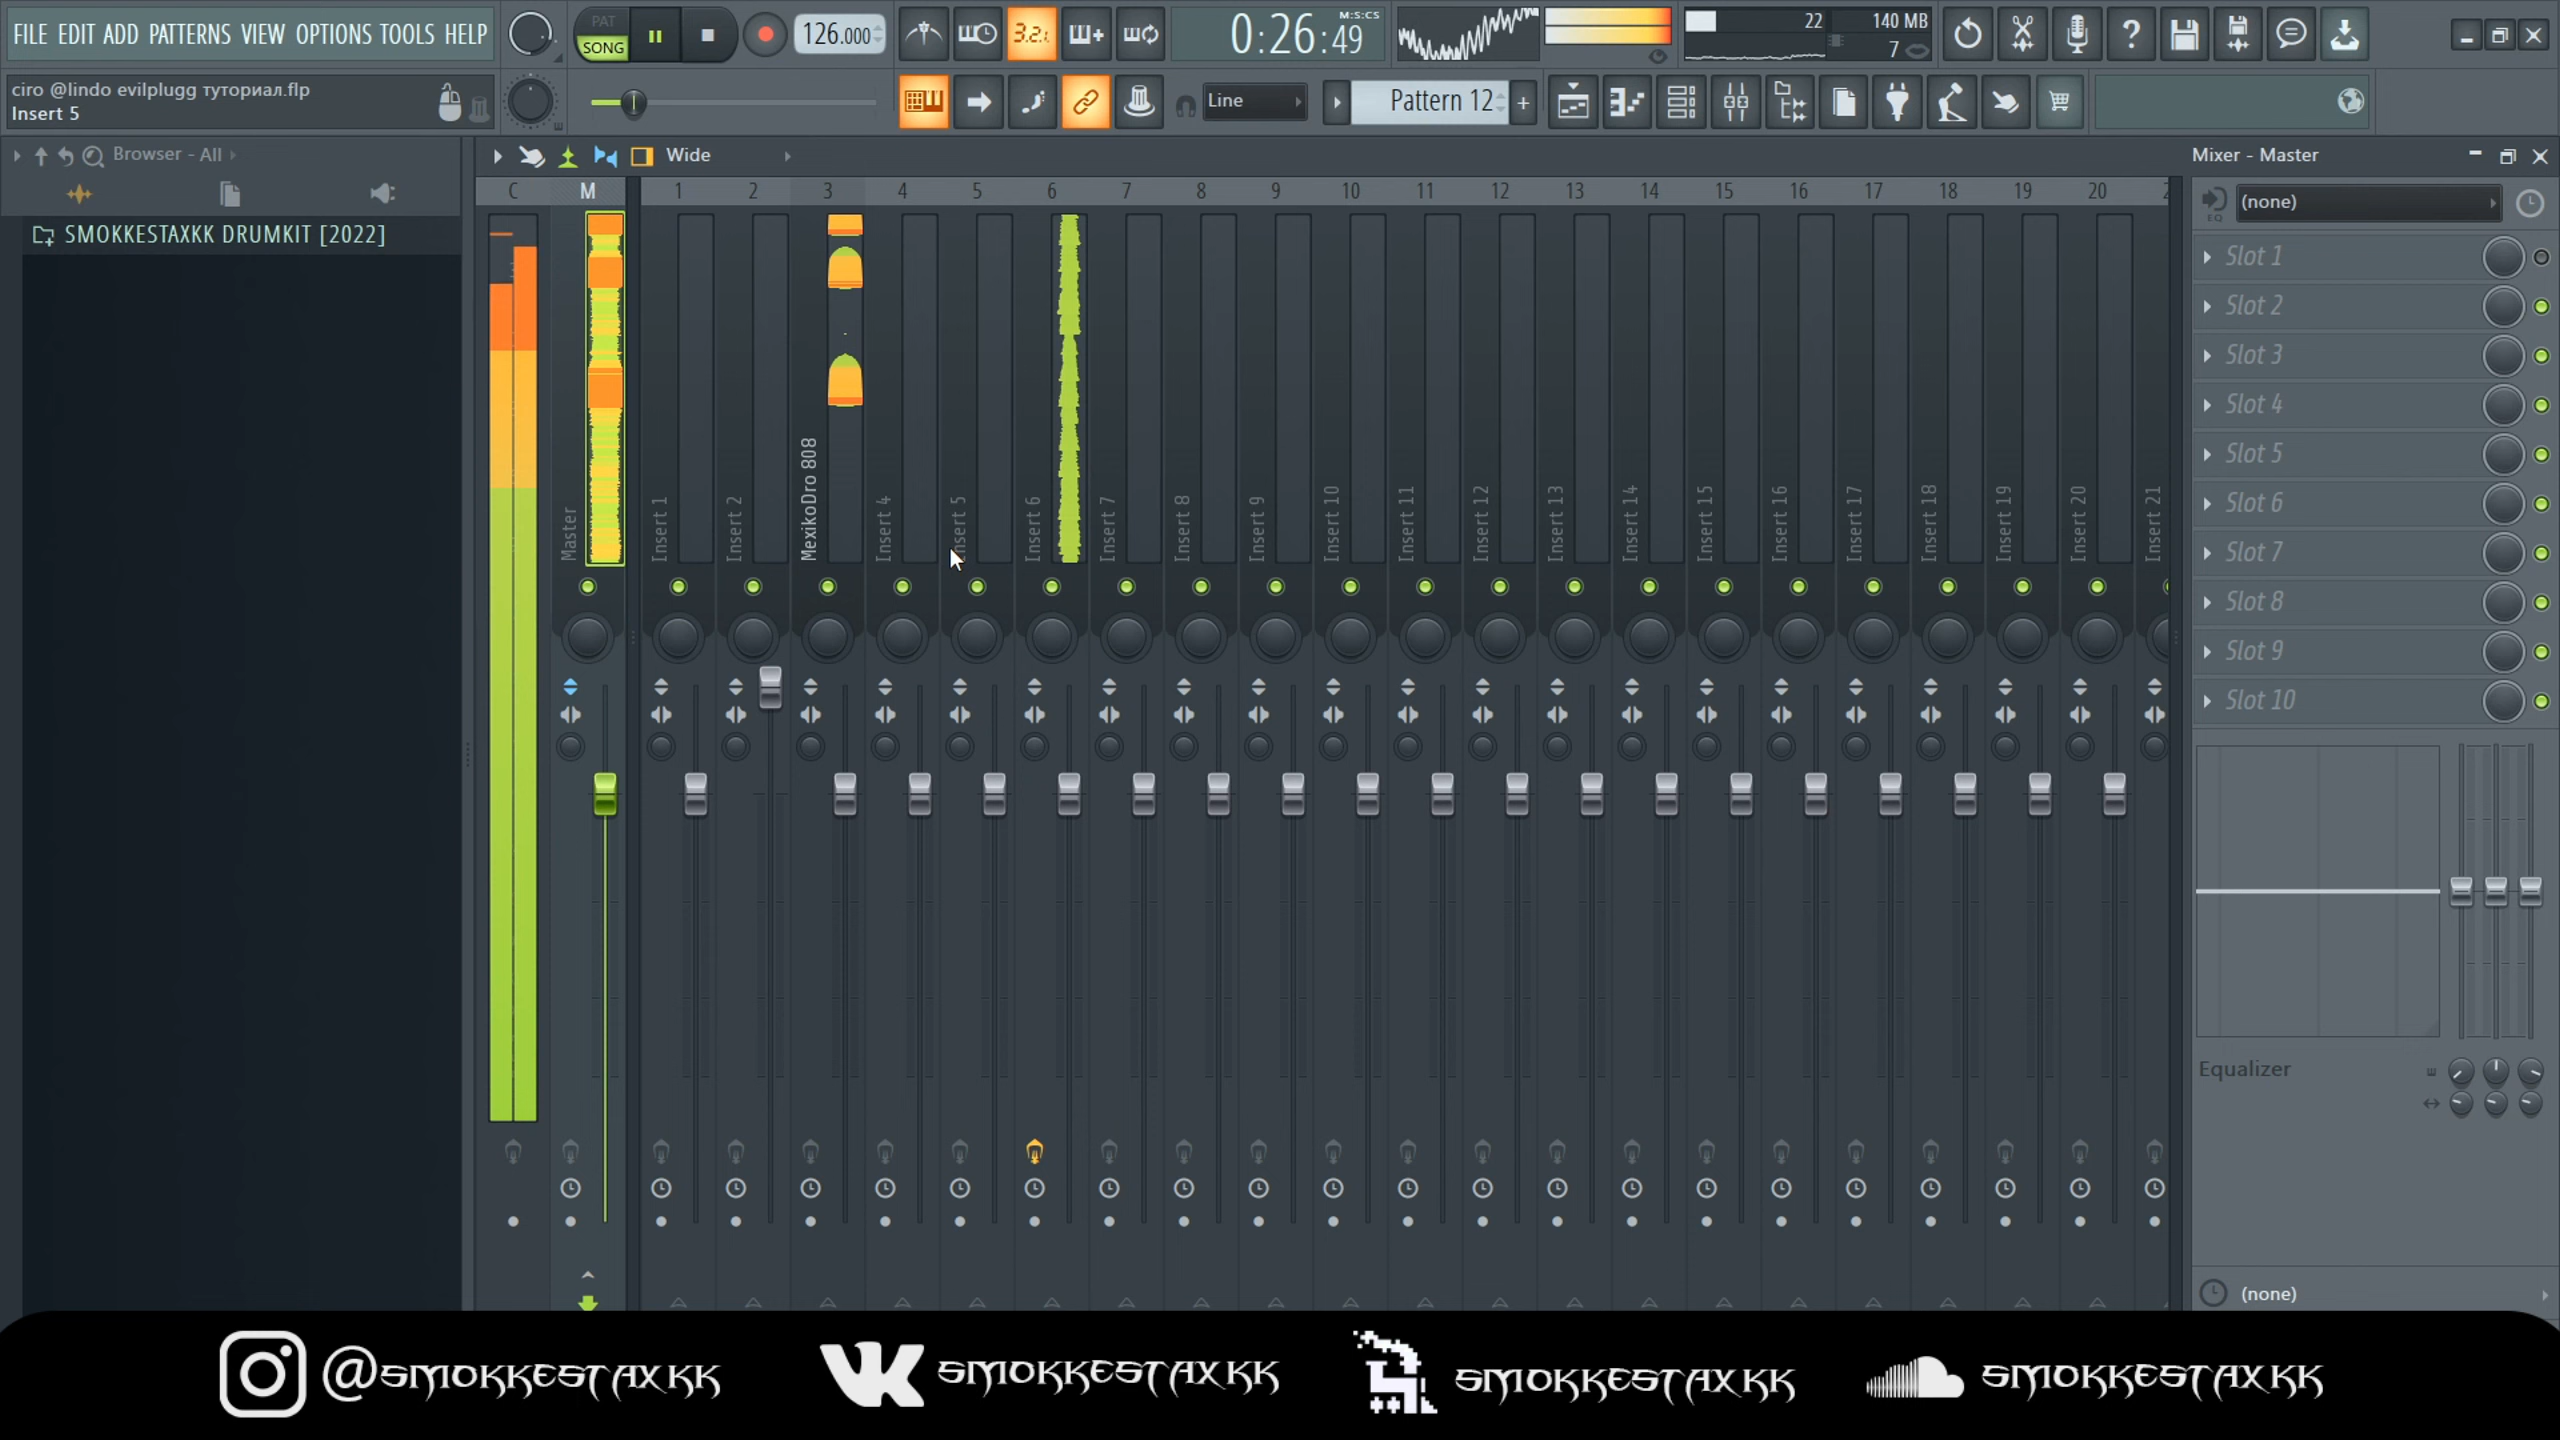 FILE EDIT ADD PATTERNS VIEW OPTIONS TOOLS HELP
PAT
SONG
126.000
3.2.
0:26:49
M:S:CS
22
140 MB
7
ciro @lindo evilplugg туториал.flp
Insert 5
Line
Pattern 12
Browser - All
SMOKKESTAXKK DRUMKIT [2022]
Wide
C M 1 2 3 4 5 6 7 8 9 10 11 12 13 14 15 16 17 18 19 20
Master
Insert 1
Insert 2
MexikoDro 808
Insert 4
Insert 5
Insert 6
Insert 7
Insert 8
Insert 9
Insert 10
Insert 11
Insert 12
Insert 13
Insert 14
Insert 15
Insert 16
Insert 17
Insert 18
Insert 19
Insert 20
Insert 21
Mixer - Master
EQ
(none)
Slot 1
Slot 2
Slot 3
Slot 4
Slot 5
Slot 6
Slot 7
Slot 8
Slot 9
Slot 10
Equalizer
(none)
@SMOKKESTAXKK
SMOKKESTAXKK
SMOKKESTAXKK
SMOKKESTAXKK